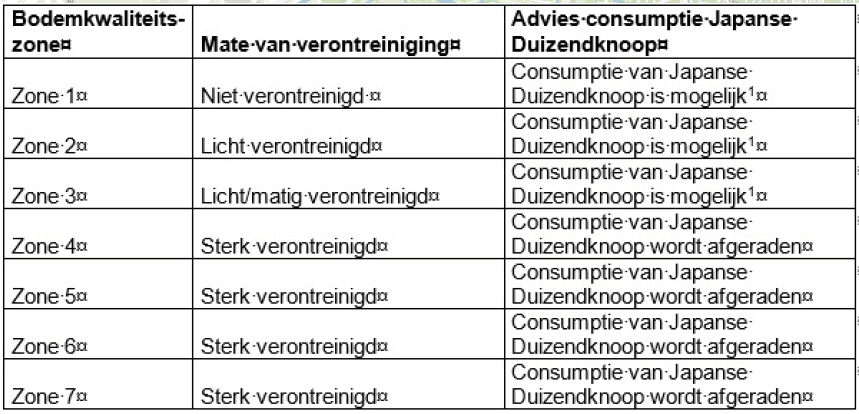 Bodemkwaliteits-
zone¤
Mate·van·verontreiniging¤
Advies·consumptie·Japanse·
Duizendknoop¤
Zone·1¤
Niet·verontreinigd·¤
Consumptie·van·Japanse·
Duizendknoop·is·mogelijk¹¤
Zone·2¤
Licht·verontreinigd¤
Consumptie·van·Japanse·
Duizendknoop·is·mogelijk¹¤
Zone·3¤
Licht/matig·verontreinigd¤
Consumptie·van·Japanse·
Duizendknoop·is·mogelijk¹¤
Zone·4¤
Sterk·verontreinigd¤
Consumptie·van·Japanse·
Duizendknoop·wordt·afgeraden¤
Zone·5¤
Sterk·verontreinigd¤
Consumptie·van·Japanse·
Duizendknoop·wordt·afgeraden¤
Zone·6¤
Sterk·verontreinigd¤
Consumptie·van·Japanse·
Duizendknoop·wordt·afgeraden¤
Zone·7¤
Sterk·verontreinigd¤
Consumptie·van·Japanse·
Duizendknoop·wordt·afgeraden¤